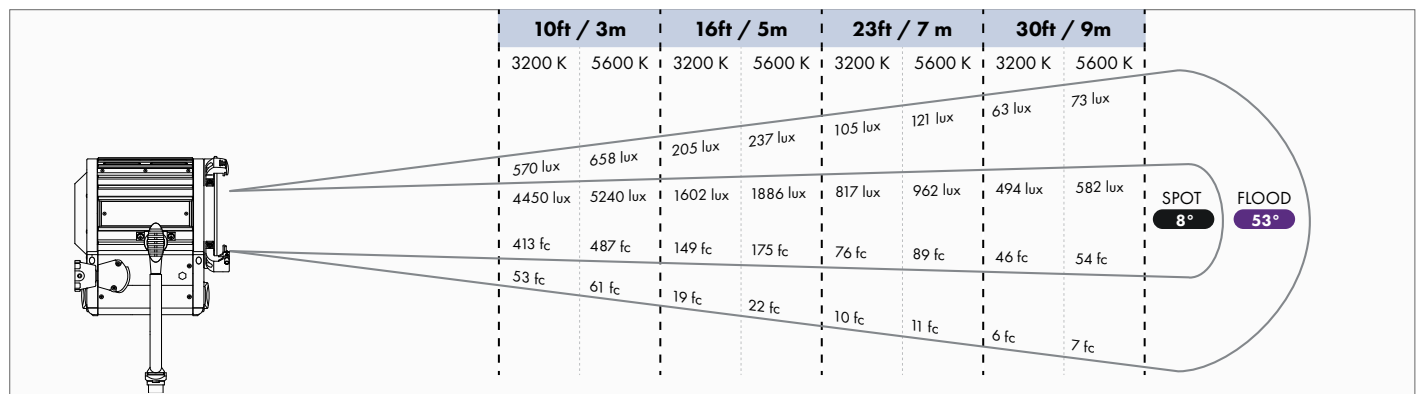 10ft / 3m 16ft / 5m 23ft / 7 m 30ft / 9m
3200 K 5600 K 3200 K 5600 K 3200 K 5600 K 3200 K 5600 K
570 lux 658 lux 205 lux 237 lux 105 lux 121 lux 63 lux 73 lux
4450 lux 5240 lux 1602 lux 1886 lux 817 lux 962 lux 494 lux 582 lux
SPOT FLOOD
8° 53°
413 fc 487 fc 149 fc 175 fc 76 fc 89 fc 46 fc 54 fc
53 fc 61 fc 19 fc 22 fc 10 fc 11 fc 6 fc 7 fc